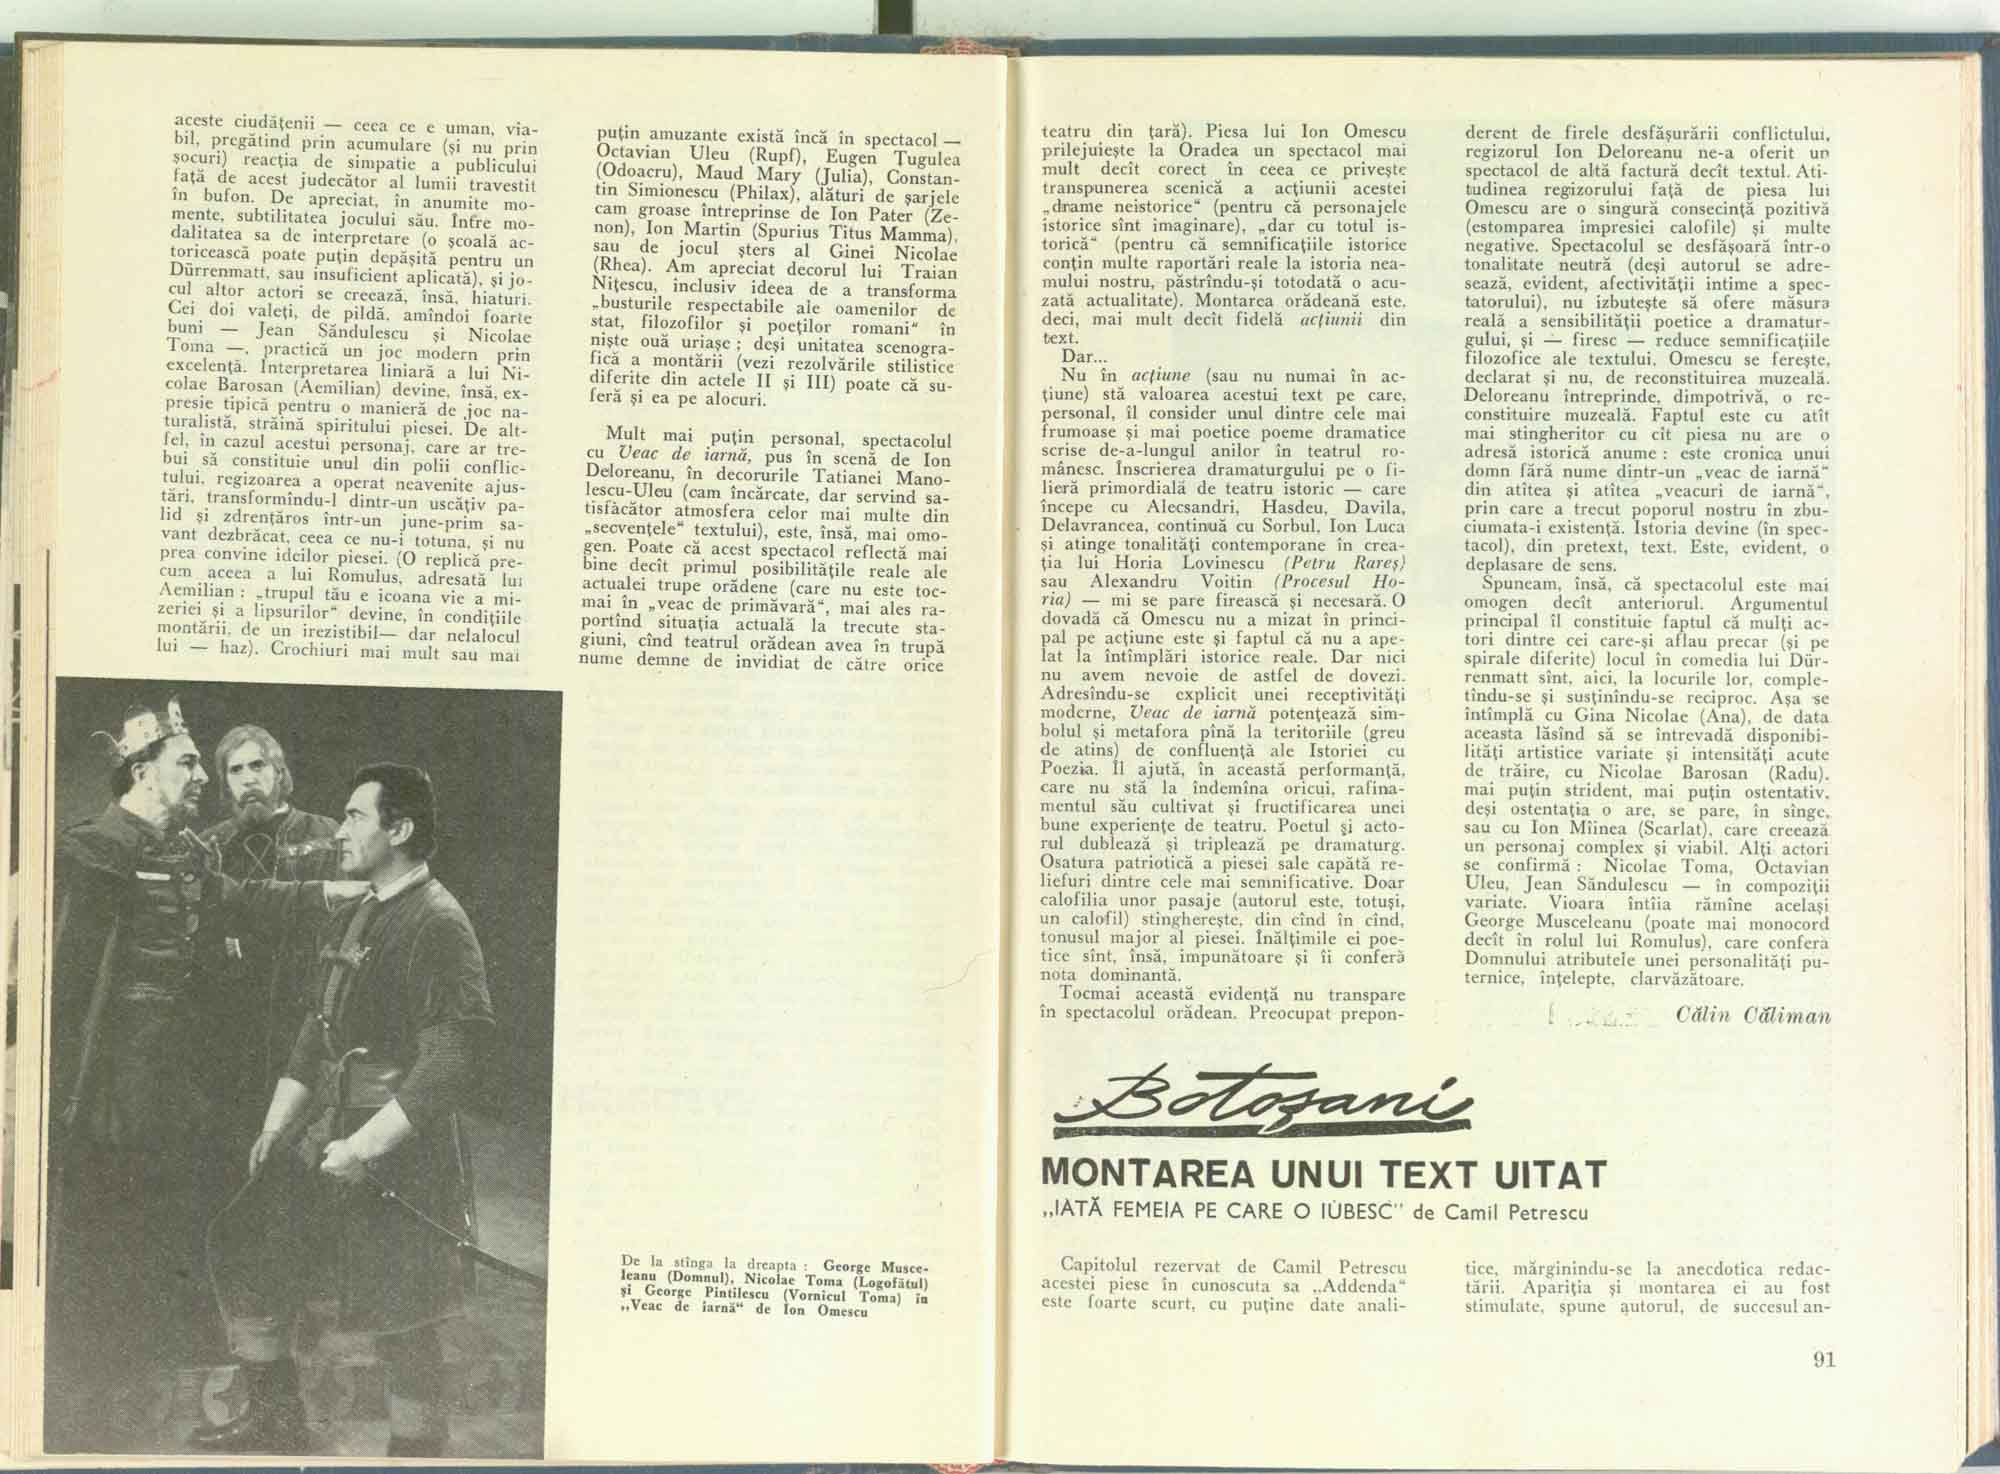 aceste ciudățenii — ceea ce e uman, via-
bil, pregătind prin acumulare (și nu prin
șocuri) reacția de simpatie a publicului
față de acest judecător al lumii travestit
în bufon. De apreciat, în anumite mo-
mente, subtilitatea jocului său. Între mo-
dalitatea sa de interpretare (o școală ac-
toricească poate puțin depășită pentru un
Dürrenmatt, sau insuficient aplicată), și jo-
cul altor actori se creează, însă, hiaturi.
Cei doi valeți, de pildă, amîndoi foarte
buni — Jean Săndulescu și Nicolae
Toma —, practică un joc modern prin
excelență. Interpretarea liniară a lui Ni-
colae Barosan (Aemilian) devine, însă, ex-
presie tipică pentru o manieră de joc na-
turalistă, străină spiritului piesei. De alt-
fel, în cazul acestui personaj, care ar tre-
bui să constituie unul din polii conflic-
tului, regizoarea a operat neavenite ajus-
tări, transformîndu-l dintr-un uscățiv pa-
lid și zdrențăros într-un june-prim sa-
vant dezbrăcat, ceea ce nu-i totuna, și nu
prea convine ideilor piesei. (O replică pre-
cum aceea a lui Romulus, adresată lui
Aemilian : „trupul tău e icoana vie a mi-
zeriei și a lipsurilor“ devine, în condițiile
montării, de un irezistibil— dar nelalocul
lui — haz). Crochiuri mai mult sau mai
puțin amuzante există încă în spectacol —
Octavian Uleu (Rupf), Eugen Țugulea
(Odoacru), Maud Mary (Julia), Constan-
tin Simionescu (Philax), alături de șarjele
cam groase întreprinse de Ion Pater (Ze-
non), Ion Martin (Spurius Titus Mamma),
sau de jocul șters al Ginei Nicolae
(Rhea). Am apreciat decorul lui Traian
Nițescu, inclusiv ideea de a transforma
„busturile respectabile ale oamenilor de
stat, filozofilor și poeților romani“ în
niște ouă uriașe ; deși unitatea scenogra-
fică a montării (vezi rezolvările stilistice
diferite din actele II și III) poate că su-
feră și ea pe alocuri.
Mult mai puțin personal, spectacolul
cu Veac de iarnă, pus în scenă de Ion
Deloreanu, în decorurile Tatianei Mano-
lescu-Uleu (cam încărcate, dar servind sa-
tisfăcător atmosfera celor mai multe din
„secvențele“ textului), este, însă, mai omo-
gen. Poate că acest spectacol reflectă mai
bine decît primul posibilitățile reale ale
actualei trupe orădene (care nu este toc-
mai în „veac de primăvară“, mai ales ra-
portînd situația actuală la trecute sta-
giuni, cînd teatrul orădean avea în trupă
nume demne de invidiat de către orice
De la stînga la dreapta : George Musce-
leanu (Domnul), Nicolae Toma (Logofătul)
și George Pintilescu (Vornicul Toma) în
„Veac de iarnă“ de Ion Omescu
teatru din țară). Piesa lui Ion Omescu
prilejuiește la Oradea un spectacol mai
mult decît corect în ceea ce privește
transpunerea scenică a acțiunii acestei
„drame neistorice“ (pentru că personajele
istorice sînt imaginare), „dar cu totul is-
torică“ (pentru că semnificațiile istorice
conțin multe raportări reale la istoria nea-
mului nostru, păstrîndu-și totodată o acu-
zată actualitate). Montarea orădeană este,
deci, mai mult decît fidelă acțiunii din
text.
Dar...
Nu în acțiune (sau nu numai în ac-
țiune) stă valoarea acestui text pe care,
personal, îl consider unul dintre cele mai
frumoase și mai poetice poeme dramatice
scrise de-a-lungul anilor în teatrul ro-
mânesc. Înscrierea dramaturgului pe o fi-
lieră primordială de teatru istoric — care
începe cu Alecsandri, Hasdeu, Davila,
Delavrancea, continuă cu Sorbul, Ion Luca
și atinge tonalități contemporane în crea-
ția lui Horia Lovinescu (Petru Rareș)
sau Alexandru Voitin (Procesul Ho-
ria) — mi se pare firească și necesară. O
dovadă că Omescu nu a mizat în princi-
pal pe acțiune este și faptul că nu a ape-
lat la întîmplări istorice reale. Dar nici
nu avem nevoie de astfel de dovezi.
Adresîndu-se explicit unei receptivități
moderne, Veac de iarnă potențează sim-
bolul și metafora pînă la teritoriile (greu
de atins) de confluență ale Istoriei cu
Poezia. Îl ajută, în această performanță,
care nu stă la îndemîna oricui, rafina-
mentul său cultivat și fructificarea unei
bune experiențe de teatru. Poetul și acto-
rul dublează și triplează pe dramaturg.
Osatura patriotică a piesei sale capătă re-
liefuri dintre cele mai semnificative. Doar
calofilia unor pasaje (autorul este, totuși,
un calofil) stingherește, din cînd în cînd,
tonusul major al piesei. Înălțimile ei poe-
tice sînt, însă, impunătoare și îi conferă
nota dominantă.
Tocmai această evidență nu transpare
în spectacolul orădean. Preocupat prepon-
derent de firele desfășurării conflictului,
regizorul Ion Deloreanu ne-a oferit un
spectacol de altă factură decît textul. Ati-
tudinea regizorului față de piesa lui
Omescu are o singură consecință pozitivă
(estomparea impresiei calofile) și multe
negative. Spectacolul se desfășoară într-o
tonalitate neutră (deși autorul se adre-
sează, evident, afectivității intime a spec-
tatorului), nu izbutește să ofere măsura
reală a sensibilității poetice a dramatur-
gului, și — firesc — reduce semnificațiile
filozofice ale textului. Omescu se ferește,
declarat și nu, de reconstituirea muzeală.
Deloreanu întreprinde, dimpotrivă, o re-
constituire muzeală. Faptul este cu atît
mai stingheritor cu cît piesa nu are o
adresă istorică anume : este cronica unui
domn fără nume dintr-un „veac de iarnă“
din atîtea și atîtea „veacuri de iarnă“,
prin care a trecut poporul nostru în zbu-
ciumata-i existență. Istoria devine (în spec-
tacol), din pretext, text. Este, evident, o
deplasare de sens.
Spuneam, însă, că spectacolul este mai
omogen decît anteriorul. Argumentul
principal îl constituie faptul că mulți ac-
tori dintre cei care-și aflau precar (și pe
spirale diferite) locul în comedia lui Dür-
renmatt sînt, aici, la locurile lor, comple-
tîndu-se și susținîndu-se reciproc. Așa se
întîmplă cu Gina Nicolae (Ana), de data
aceasta lăsînd să se întrevadă disponibi-
lități artistice variate și intensități acute
de trăire, cu Nicolae Barosan (Radu),
mai puțin strident, mai puțin ostentativ,
deși ostentația o are, se pare, în sînge,
sau cu Ion Mîinea (Scarlat), care creează
un personaj complex și viabil. Alți actori
se confirmă : Nicolae Toma, Octavian
Uleu, Jean Săndulescu — în compoziții
variate. Vioara întîia rămîne același
George Musceleanu (poate mai monocord
decît în rolul lui Romulus), care conferă
Domnului atributele unei personalități pu-
ternice, înțelepte, clarvăzătoare.
Călin Căliman
Botoșani
MONTAREA UNUI TEXT UITAT
„IATĂ FEMEIA PE CARE O IUBESC" de Camil Petrescu
Capitolul rezervat de Camil Petrescu
acestei piese în cunoscuta sa „Addenda“
este foarte scurt, cu puține date anali-
tice, mărginindu-se la anecdotica redac-
tării. Apariția și montarea ei au fost
stimulate, spune autorul, de succesul an-
91